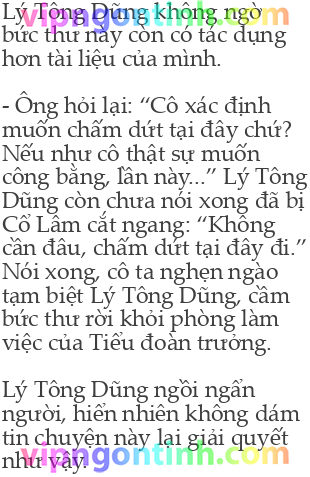 Lý Tông Dũng không ngờ
vipngontinh.com
bức thư này còn có tác dụng
hơn tài liệu của mình.
- Ông hỏi lại: “Cô xác định
muốn chấm dứt tại đây chứ?
Nếu như cô thật sự muốn
công bằng, lần này...” Lý Tông
Dũng còn chưa nói xong đã bị
Cổ Lâm cắt ngang: “Không
cần đâu, chấm dứt tại đây đi.”
Nói xong, cô ta nghẹn ngào
tạm biệt Lý Tông Dũng, cầm
bức thư rời khỏi phòng làm
việc của Tiểu đoàn trưởng.
Lý Tông Dũng ngồi ngẩn
người, hiển nhiên không dám
tin chuyện này lại giải quyết
vipngontinh.com
như vậy.